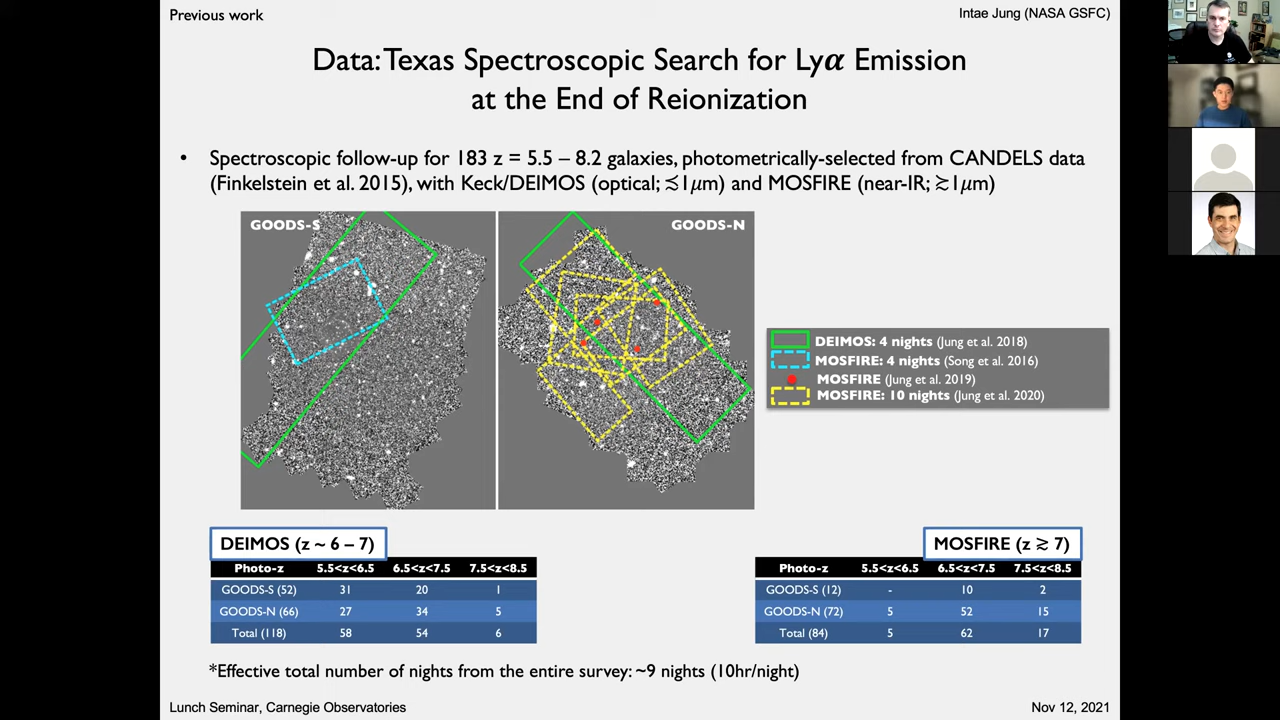 Previous work
Intae Jung (NASA GSFC)
Data: Texas Spectroscopic Search for Lyα Emission
at the End of Reionization
• Spectroscopic follow-up for 183 z = 5.5 – 8.2 galaxies, photometrically-selected from CANDELS data
(Finkelstein et al. 2015), with Keck/DEIMOS (optical; ≲1μm) and MOSFIRE (near-IR; ≳1μm)
GOODS-S
GOODS-N
DEIMOS: 4 nights (Jung et al. 2018)
MOSFIRE: 4 nights (Song et al. 2016)
MOSFIRE (Jung et al. 2019)
MOSFIRE: 10 nights (Jung et al. 2020)
DEIMOS (z ~ 6 – 7)
Photo-z 5.5<z<6.5 6.5<z<7.5 7.5<z<8.5
GOODS-S (52) 31 20 1
GOODS-N (66) 27 34 5
Total (118) 58 54 6
MOSFIRE (z ≳ 7)
Photo-z 5.5<z<6.5 6.5<z<7.5 7.5<z<8.5
GOODS-S (12) - 10 2
GOODS-N (72) 5 52 15
Total (84) 5 62 17
*Effective total number of nights from the entire survey: ~9 nights (10hr/night)
Lunch Seminar, Carnegie Observatories
Nov 12, 2021